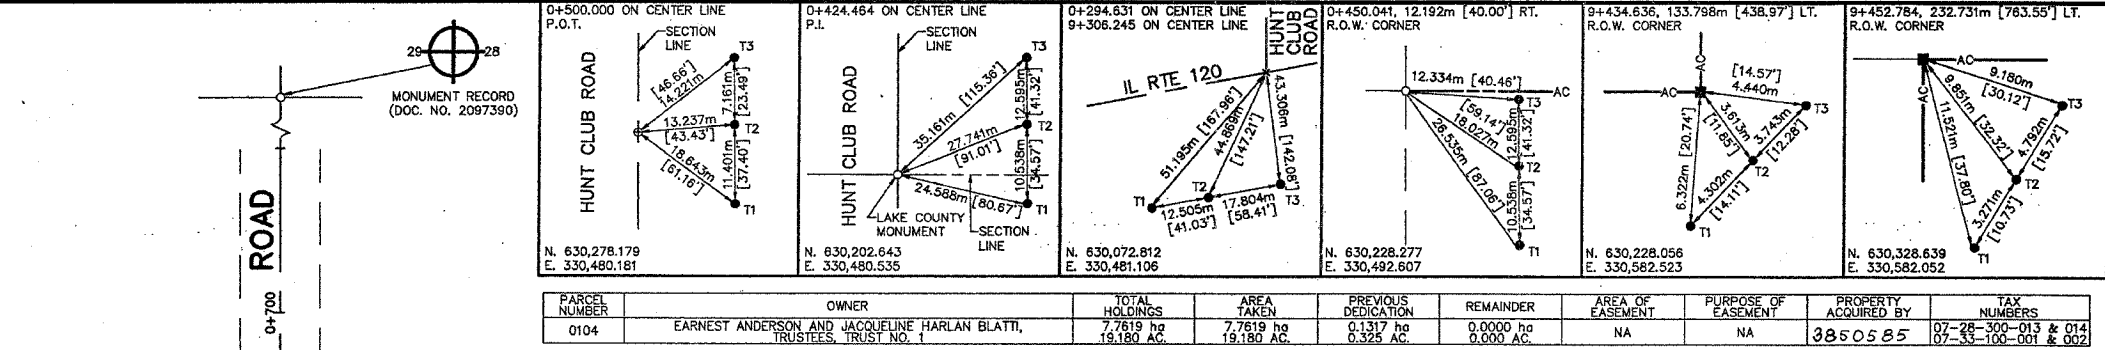 29 28
MONUMENT RECORD
(DOC. NO. 2097390)
ROAD
0+700
0+500.000 ON CENTER LINE
P.O.T.
SECTION
LINE
HUNT CLUB ROAD
T3
[46.66']
14.221m
7.161m
[23.49']
13.237m
[43.43']
T2
18.643m
[61.16']
11.401m
[37.40']
T1
N. 630,278.179
E. 330,480.181
0+424.464 ON CENTER LINE
P.I.
SECTION
LINE
HUNT CLUB ROAD
T3
35.161m [115.36']
12.595m
[41.32']
T2
27.741m
[91.01']
10.538m
[34.57']
24.588m [80.67']
T1
LAKE COUNTY
MONUMENT
SECTION
LINE
N. 630,202.643
E. 330,480.535
0+294.631 ON CENTER LINE
9+306.245 ON CENTER LINE
HUNT
CLUB
ROAD
IL RTE 120
51.195m [167.96']
44.869m
[147.21']
43.306m [142.08']
T1
T2
T3
12.505m
[41.03']
17.804m
[58.41']
N. 630,072.812
E. 330,481.106
0+450.041, 12.192m [40.00'] RT.
R.O.W. CORNER
12.334m [40.46']
AC
T3
[59.14']
18.027m
12.595m
[41.32']
T2
26.535m [87.06']
10.538m
[34.57']
T1
N. 630,228.277
E. 330,492.607
9+434.636, 133.798m [438.97'] LT.
R.O.W. CORNER
AC
AC
[14.57']
4.440m
T3
3.613m
[11.85']
3.743m
[12.28']
T2
6.322m [20.74']
4.302m
[14.11']
T1
N. 630,228.056
E. 330,582.523
9+452.784, 232.731m [763.55'] LT.
R.O.W. CORNER
AC
AC
9.180m
[30.12']
T3
9.851m [32.32']
4.792m
[15.72']
T2
11.521m [37.80']
3.271m
[10.73']
T1
N. 630,328.639
E. 330,582.052
PARCEL NUMBER OWNER TOTAL HOLDINGS AREA TAKEN PREVIOUS DEDICATION REMAINDER AREA OF EASEMENT PURPOSE OF EASEMENT PROPERTY ACQUIRED BY TAX NUMBERS
0104 EARNEST ANDERSON AND JACQUELINE HARLAN BLATTI, 7.7619 ha 7.7619 ha 0.1317 ha 0.0000 ha NA NA 3850585 07-28-300-013 & 014
TRUSTEES, TRUST NO. 1 19.180 AC. 19.180 AC. 0.325 AC. 0.000 AC. 07-33-100-001 & 002